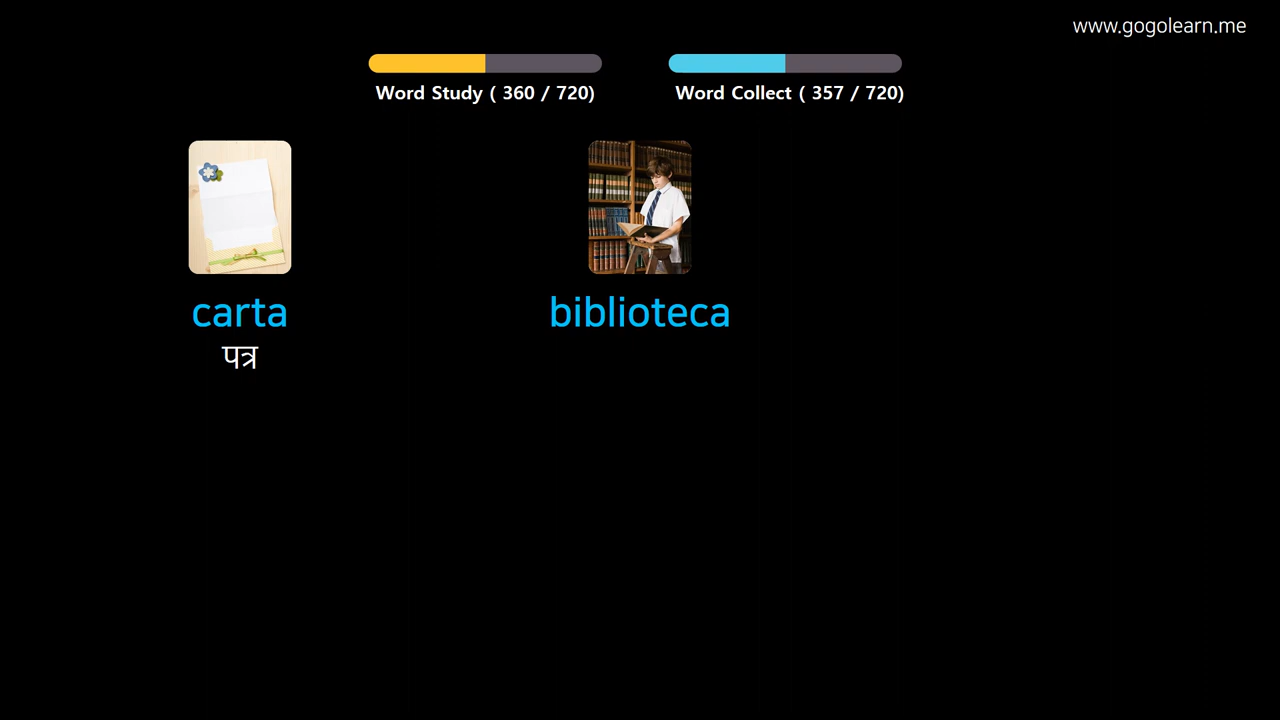 www.gogolearn.me
Word Study ( 360 / 720)
Word Collect ( 357 / 720)
carta
पत्र
biblioteca